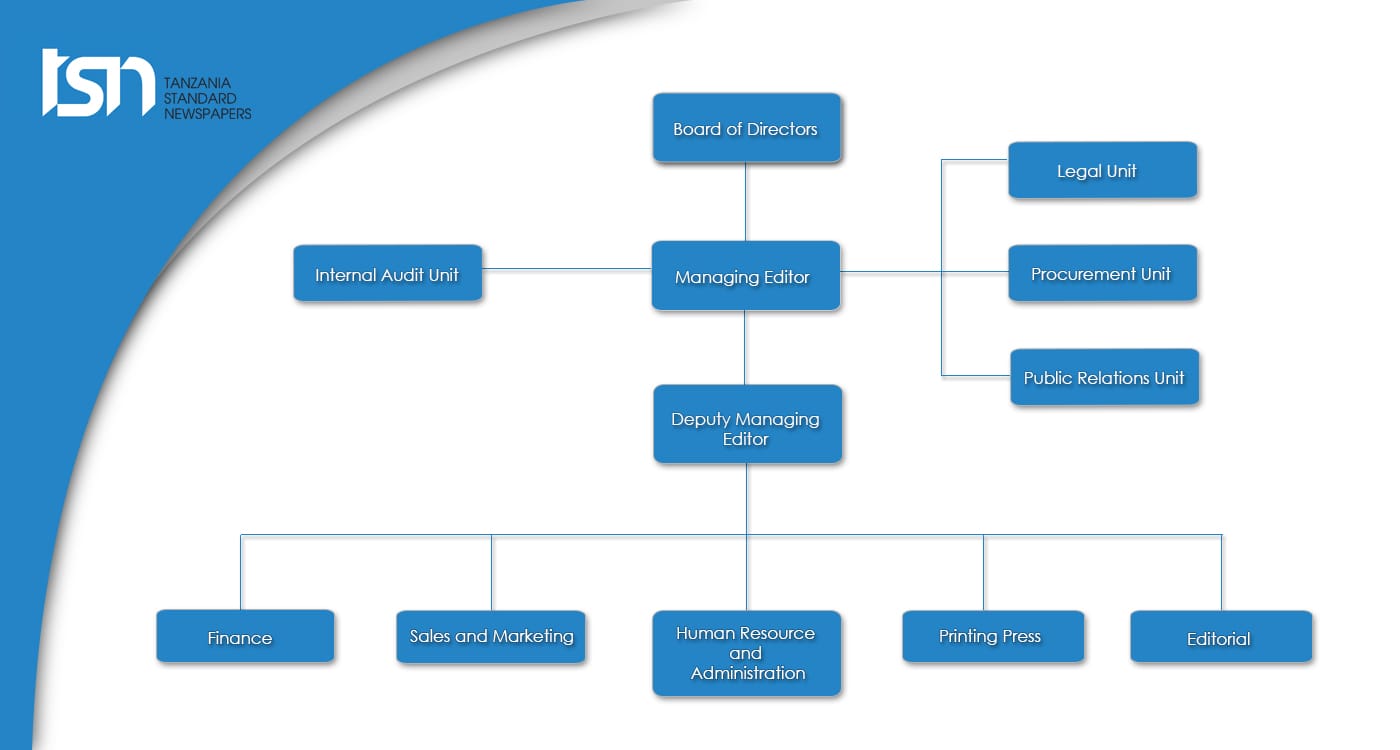 tsn
TANZANIA
STANDARD
NEWSPAPERS
Board of Directors
Legal Unit
Internal Audit Unit
Managing Editor
Procurement Unit
Public Relations Unit
Deputy Managing
Editor
Finance
Sales and Marketing
Human Resource
and
Administration
Printing Press
Editorial